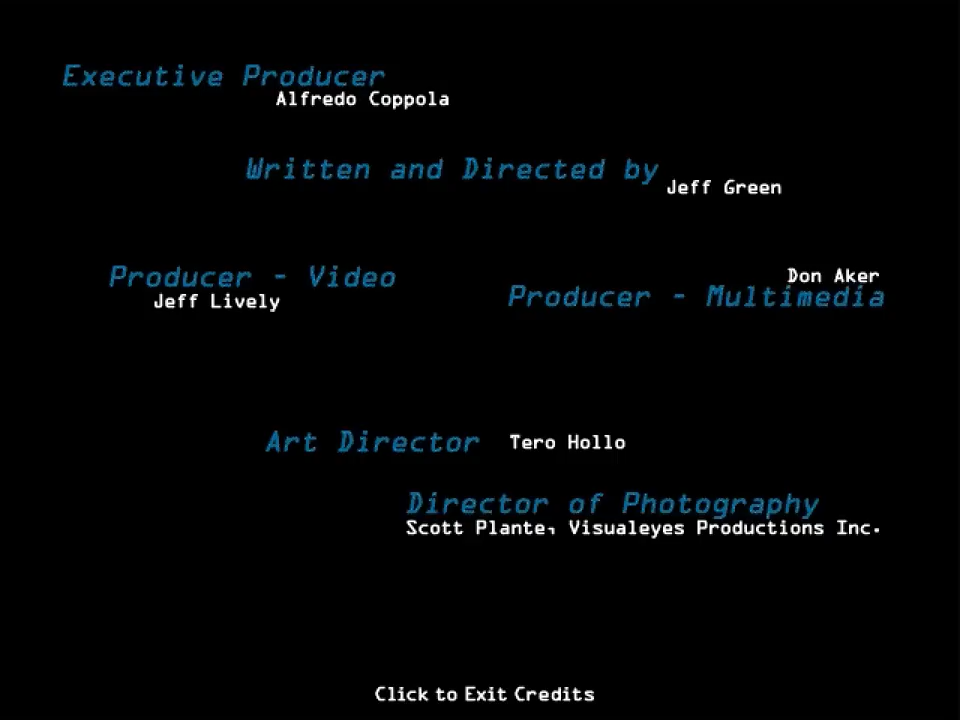 Executive Producer
Alfredo Coppola
Written and Directed by
Jeff Green
Producer - Video
Jeff Lively
Don Aker
Producer - Multimedia
Art Director
Tero Hollo
Director of Photography
Scott Plante, Visualeyes Productions Inc.
Click to Exit Credits